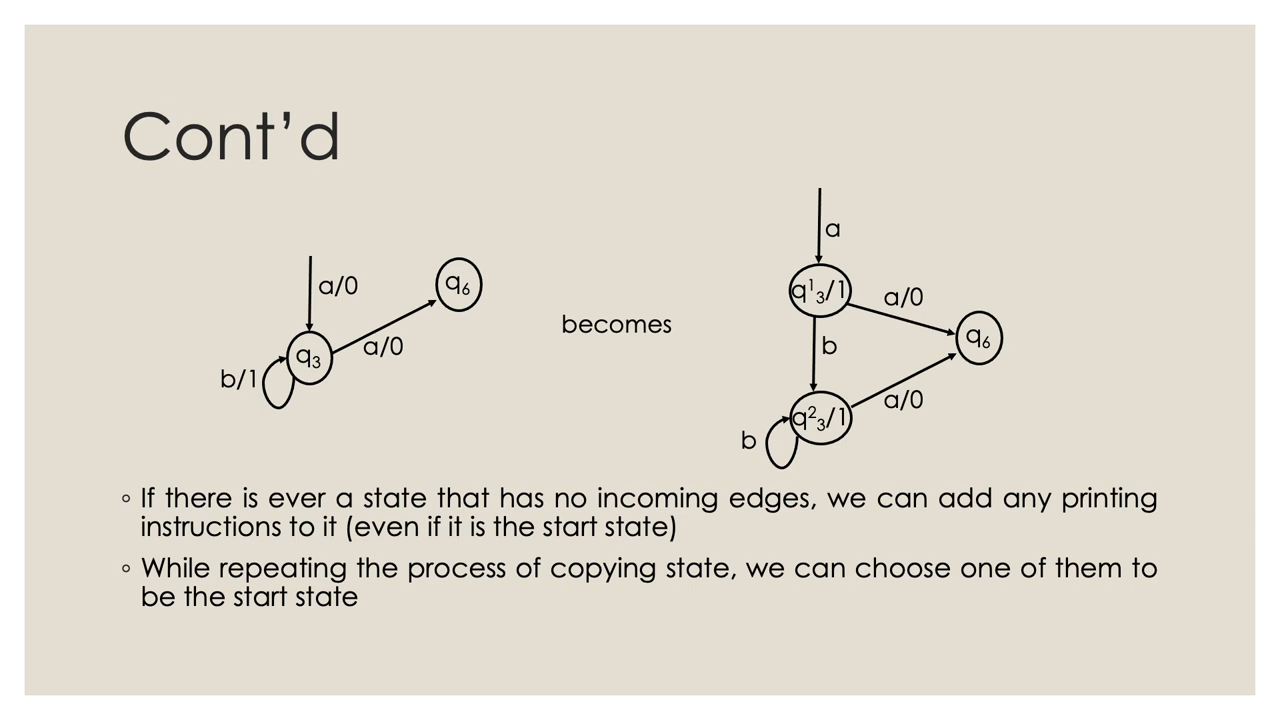 Cont’d
a/0
q6
a/0
q3
b/1
becomes
a
q13/1
a/0
q6
b
q23/1
a/0
b
◦ If there is ever a state that has no incoming edges, we can add any printing
instructions to it (even if it is the start state)
◦ While repeating the process of copying state, we can choose one of them to
be the start state